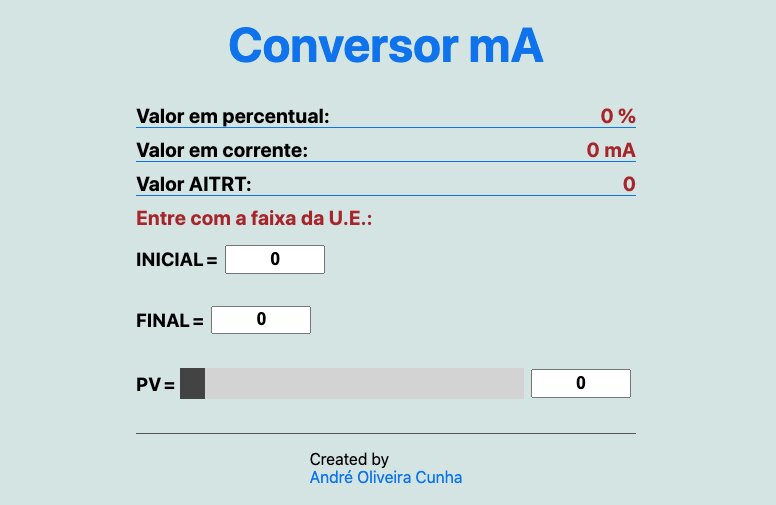 Conversor mA
Valor em percentual: 0 %
Valor em corrente: 0 mA
Valor AITRT: 0
Entre com a faixa da U.E.:
INICIAL = 0
FINAL = 0
PV = 0
Created by
André Oliveira Cunha